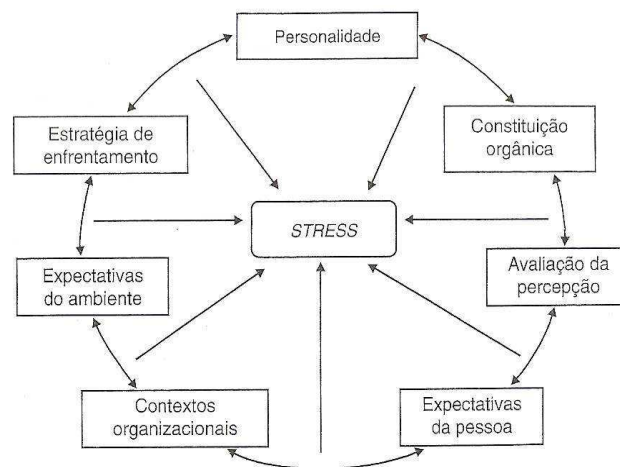 Personalidade
Estratégia de
enfrentamento
Constituição
orgânica
STRESS
Expectativas
do ambiente
Avaliação da
percepção
Contextos
organizacionais
Expectativas
da pessoa